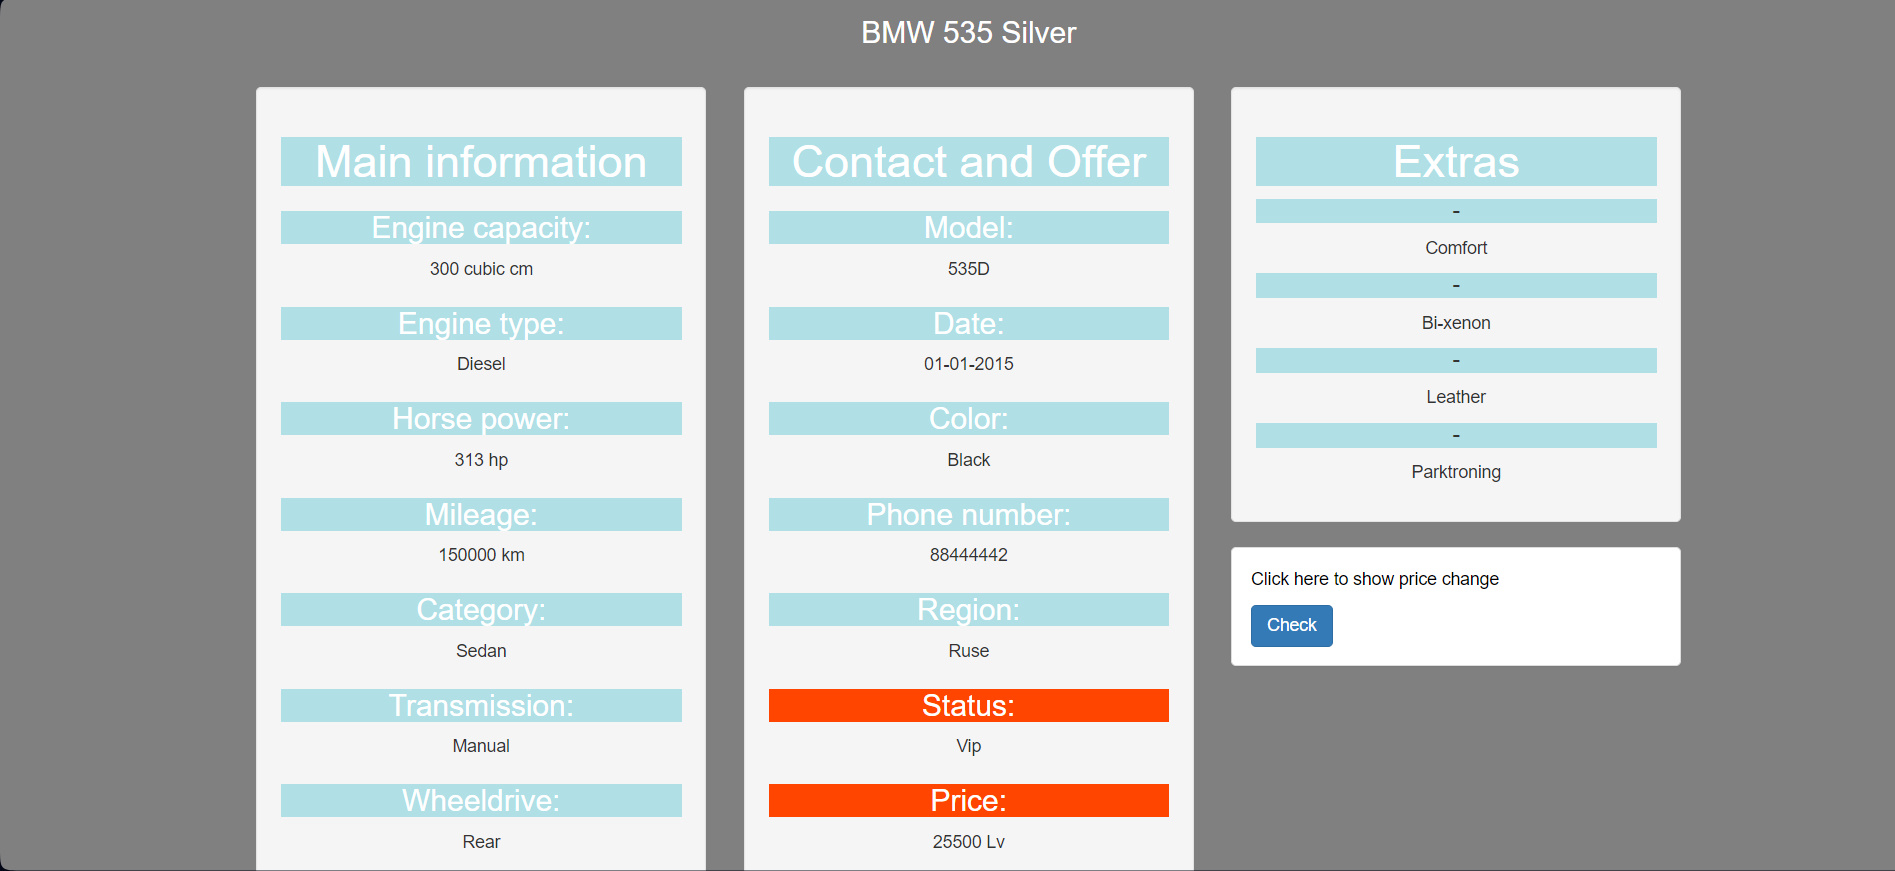 BMW 535 Silver
Main information
Engine capacity:
300 cubic cm
Engine type:
Diesel
Horse power:
313 hp
Mileage:
150000 km
Category:
Sedan
Transmission:
Manual
Wheeldrive:
Rear
Contact and Offer
Model:
535D
Date:
01-01-2015
Color:
Black
Phone number:
88444442
Region:
Ruse
Status:
Vip
Price:
25500 Lv
Extras
-
Comfort
-
Bi-xenon
-
Leather
-
Parktroning
Click here to show price change
Check